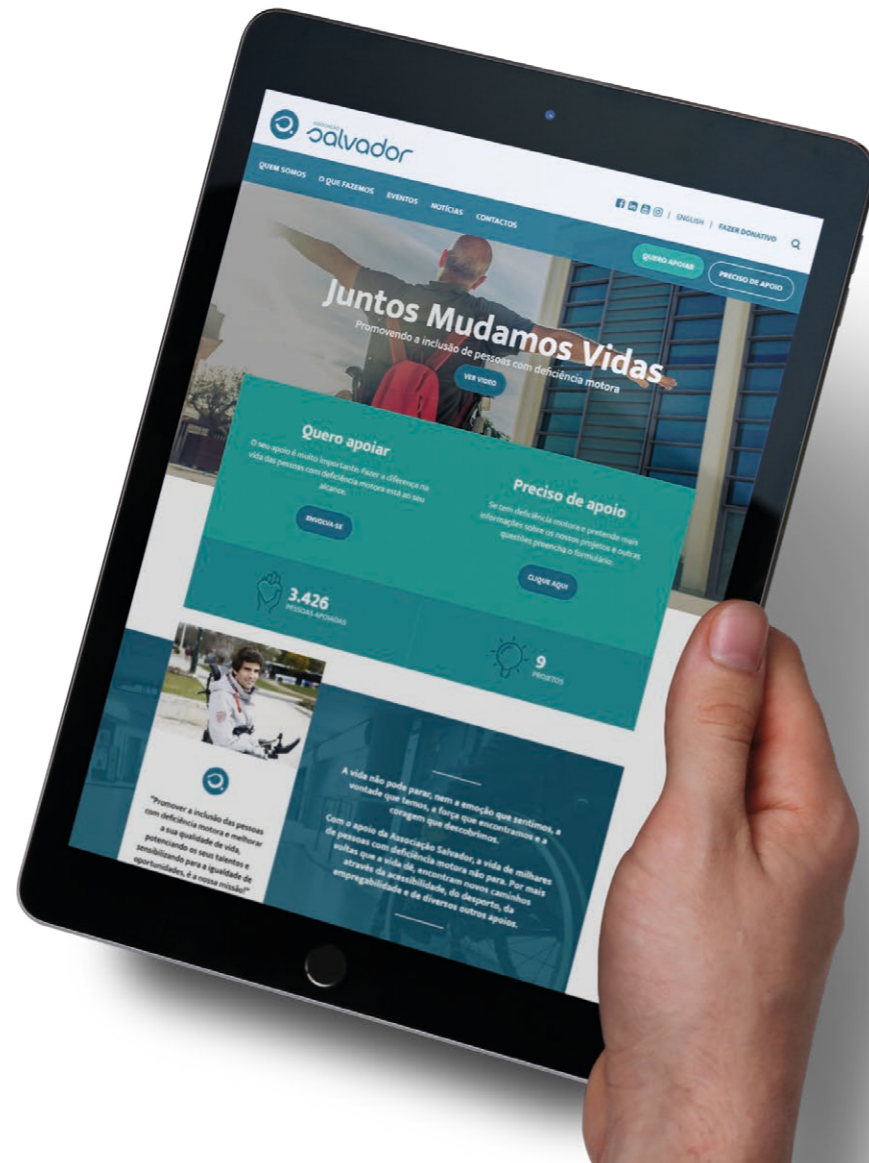 ASSOCIAÇÃO
salvador
ENGLISH | FAZER DONATIVO
QUEM SOMOS O QUE FAZEMOS EVENTOS NOTÍCIAS CONTACTOS
QUERO APOIAR PRECISO DE APOIO
Juntos Mudamos Vidas
Promovendo a inclusão de pessoas com deficiência motora
VER VIDEO
Quero apoiar
O seu apoio é muito importante. Fazer a diferença na
vida das pessoas com deficiência motora está ao seu
alcance.
ENVOLVA-SE
Preciso de apoio
Se tem deficiência motora e pretende mais
informações sobre os nossos projetos e outras
questões preencha o formulário.
CLIQUE AQUI
3.426
PESSOAS APOIADAS
9
PROJETOS
"Promover a inclusão das pessoas
com deficiência motora e melhorar
a sua qualidade de vida,
potenciando os seus talentos e
sensibilizando para a igualdade de
oportunidades, é a nossa missão!"
A vida não pode parar, nem a emoção que sentimos, a
vontade que temos, a força que encontramos e a
coragem que descobrimos.
Com o apoio da Associação Salvador, a vida de milhares
de pessoas com deficiência motora não para. Por mais
voltas que a vida dê, encontram novos caminhos
através da acessibilidade, do desporto, da
empregabilidade e de diversos outros apoios.